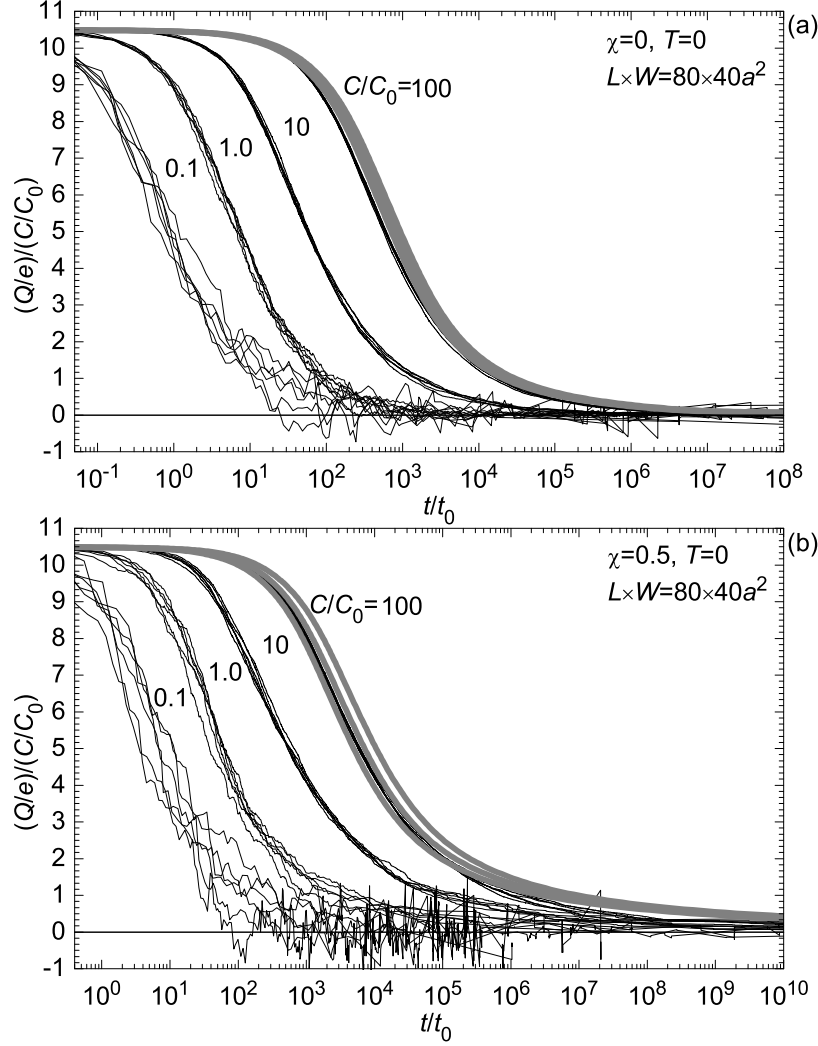 (a)
χ=0, T=0
L×W=80×40a²
C/C₀=100
10
1.0
0.1
(Q/e)/(C/C₀)
11
10
9
8
7
6
5
4
3
2
1
0
-1
10⁻¹ 10⁰ 10¹ 10² 10³ 10⁴ 10⁵ 10⁶ 10⁷ 10⁸
t/t₀
(b)
χ=0.5, T=0
L×W=80×40a²
C/C₀=100
10
1.0
0.1
(Q/e)/(C/C₀)
11
10
9
8
7
6
5
4
3
2
1
0
-1
10⁰ 10¹ 10² 10³ 10⁴ 10⁵ 10⁶ 10⁷ 10⁸ 10⁹ 10¹⁰
t/t₀